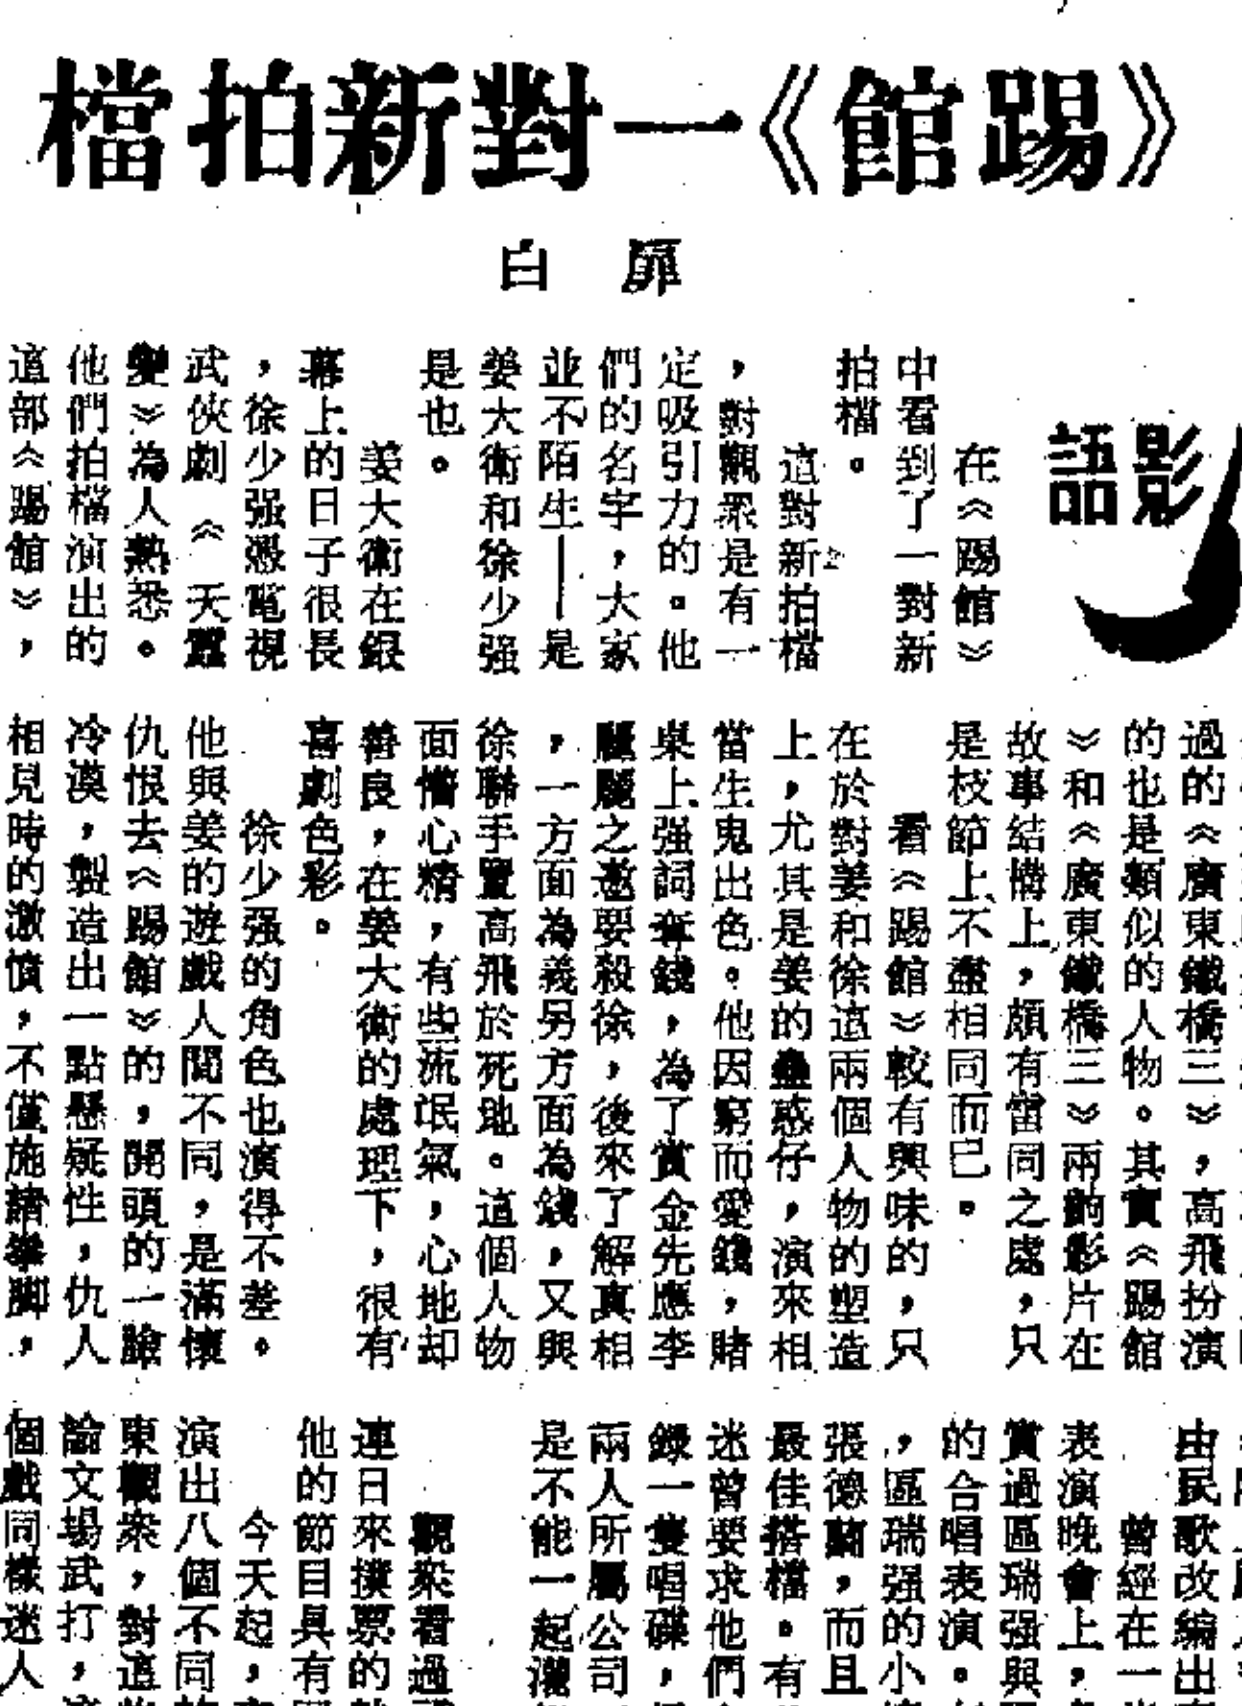 《踢館》一對新拍檔
扉白
影語
在《踢館》
中看到了一對新
拍檔。
這對新拍檔
，對觀眾是有一
定吸引力的。他
們的名字，大家
並不陌生——是
姜大衛和徐少强
是也。
姜大衛在銀
幕上的日子很長
，徐少强憑電視
武俠劇《天蠶
變》為人熟悉。
他們拍檔演出的
這部《踢館》，
過的《廣東鐵橋三》，高飛扮演
的也是類似的人物。其實《踢館
》和《廣東鐵橋三》兩齣影片在
故事結構上，頗有雷同之處，只
是枝節上不盡相同而已。
看《踢館》較有興味的，只
在於對姜和徐這兩個人物的塑造
上，尤其是姜的蠱惑仔，演來相
當生鬼出色。他因窮而愛錢，賭
桌上强詞奪錢，為了賞金先應李
麗麗之邀要殺徐，後來了解真相
，一方面為義另方面為錢，又與
徐聯手置高飛於死地。這個人物
面懵心精，有些流氓氣，心地却
善良，在姜大衛的處理下，很有
喜劇色彩。
徐少强的角色也演得不差。
他與姜的遊戲人間不同，是滿懷
仇恨去《踢館》的，開頭的一臉
冷漠，製造出一點懸疑性，仇人
相見時的激憤，不僅施諸拳脚，
由民歌改編出
曾經在一
表演晚會上，
賞過區瑞强與
的合唱表演。
，區瑞强的小
張德蘭，而且
最佳搭檔。有
迷曾要求他們
錄一隻唱碟，
兩人所屬公司
是不能一起灌
觀眾看過
連日來撲票的
他的節目具有
今天起，
演出八個不同
東觀衆，對這
論文場武打，
個戲同樣迷人